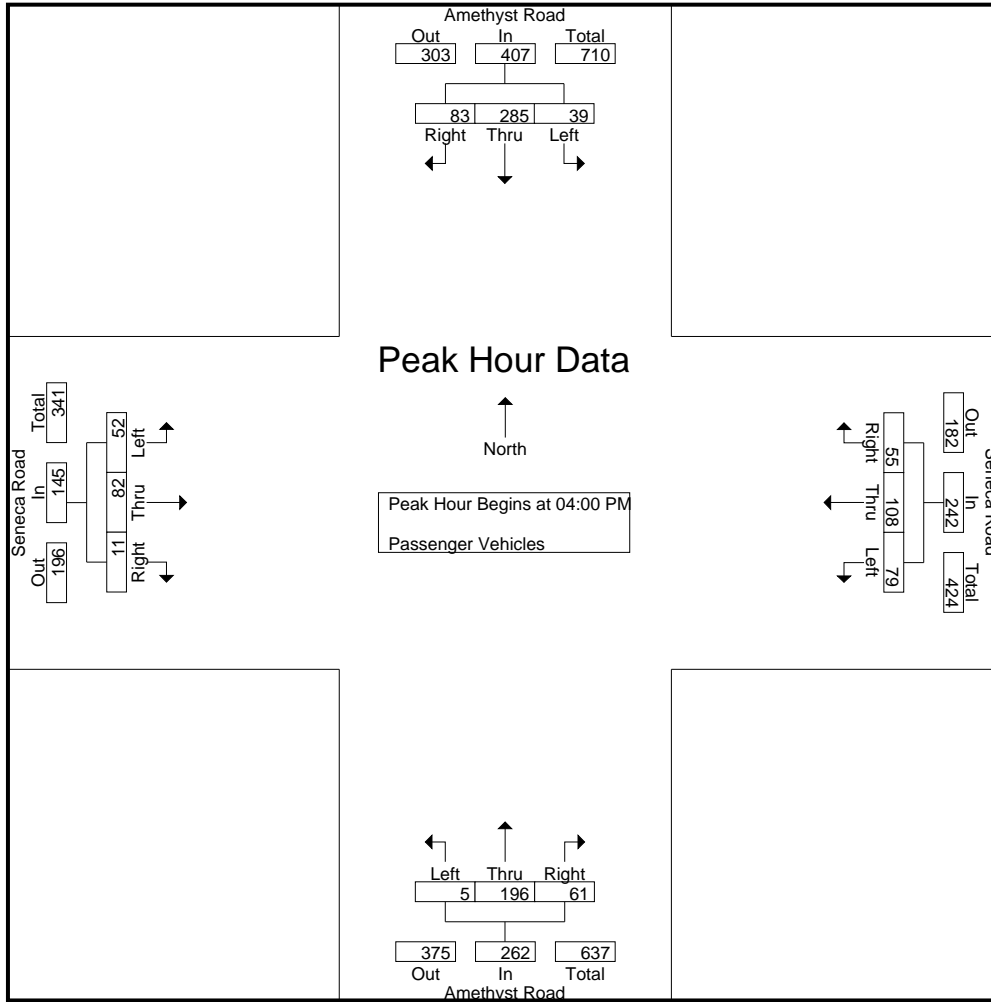 Amethyst Road
Out In Total
303 407 710
83 285 39
Right Thru Left
Peak Hour Data
North
Peak Hour Begins at 04:00 PM
Passenger Vehicles
Seneca Road
Total In Out
341 145 196
52 82 11
Left Thru Right
Right Thru Left
55 108 79
Out In Total
182 242 424
Seneca Road
Left Thru Right
5 196 61
375 262 637
Out In Total
Amethyst Road